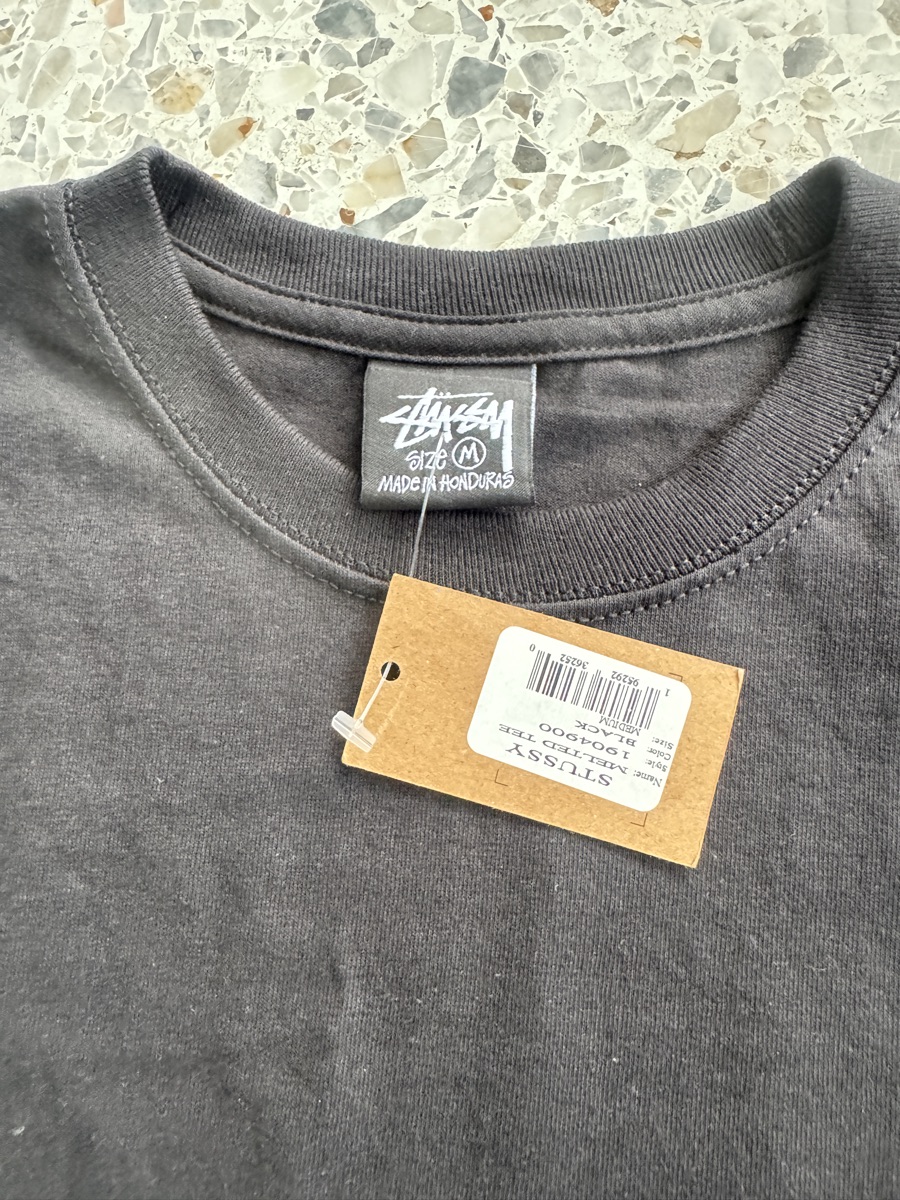 STÜSSY
SIZE M
MADE IN HONDURAS
STUSSY
Name: MELTED TEE
Style: 1904900
Color: BLACK
Size: MEDIUM
1 95292 36252 0